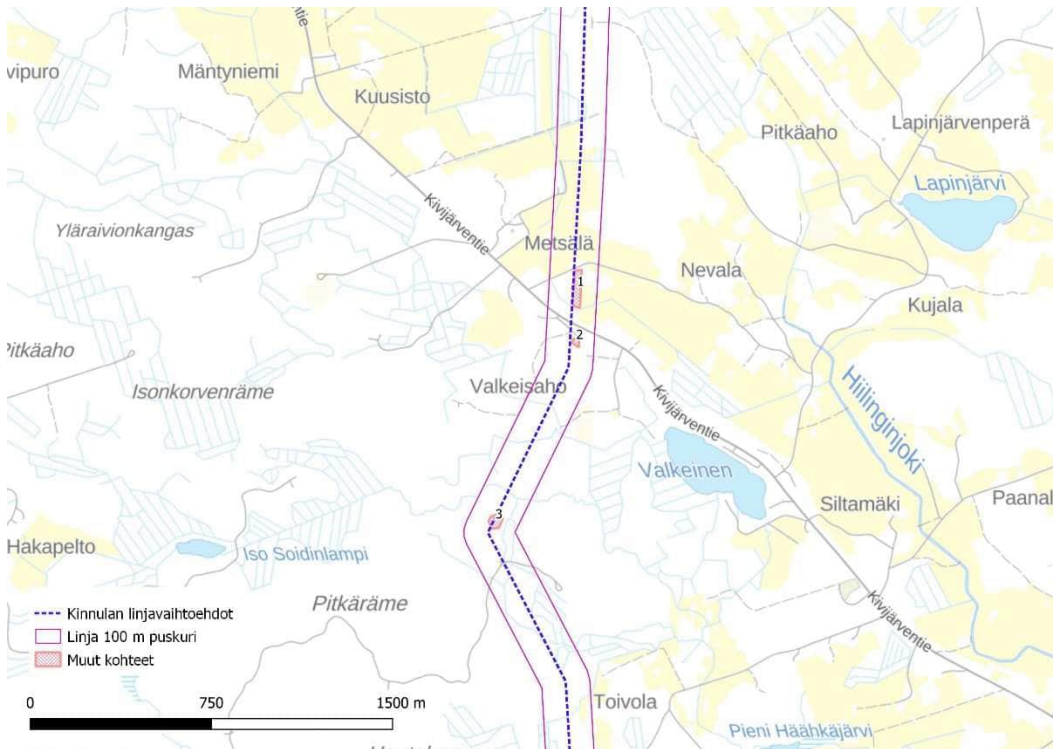 vipuro
Mäntyniemi
Kivijärventie
Kuusisto
Pitkäaho
Lapinjärvenperä
Lapinjärvi
Kivijärventie
Yläraivionkangas
Metsälä
Nevala
1
Kujala
2
Pitkäaho
Isonkorvenräme
Valkeisaho
Kivijärventie
Hiilinginjoki
Valkeinen
Siltamäki
Paanal
3
Hakapelto
Iso Soidinlampi
Pitkäräme
Kivijärventie
Kinnulan linjavaihtoehdot
Linja 100 m puskuri
Muut kohteet
0 750 1500 m
Toivola
Pieni Häähkäjärvi